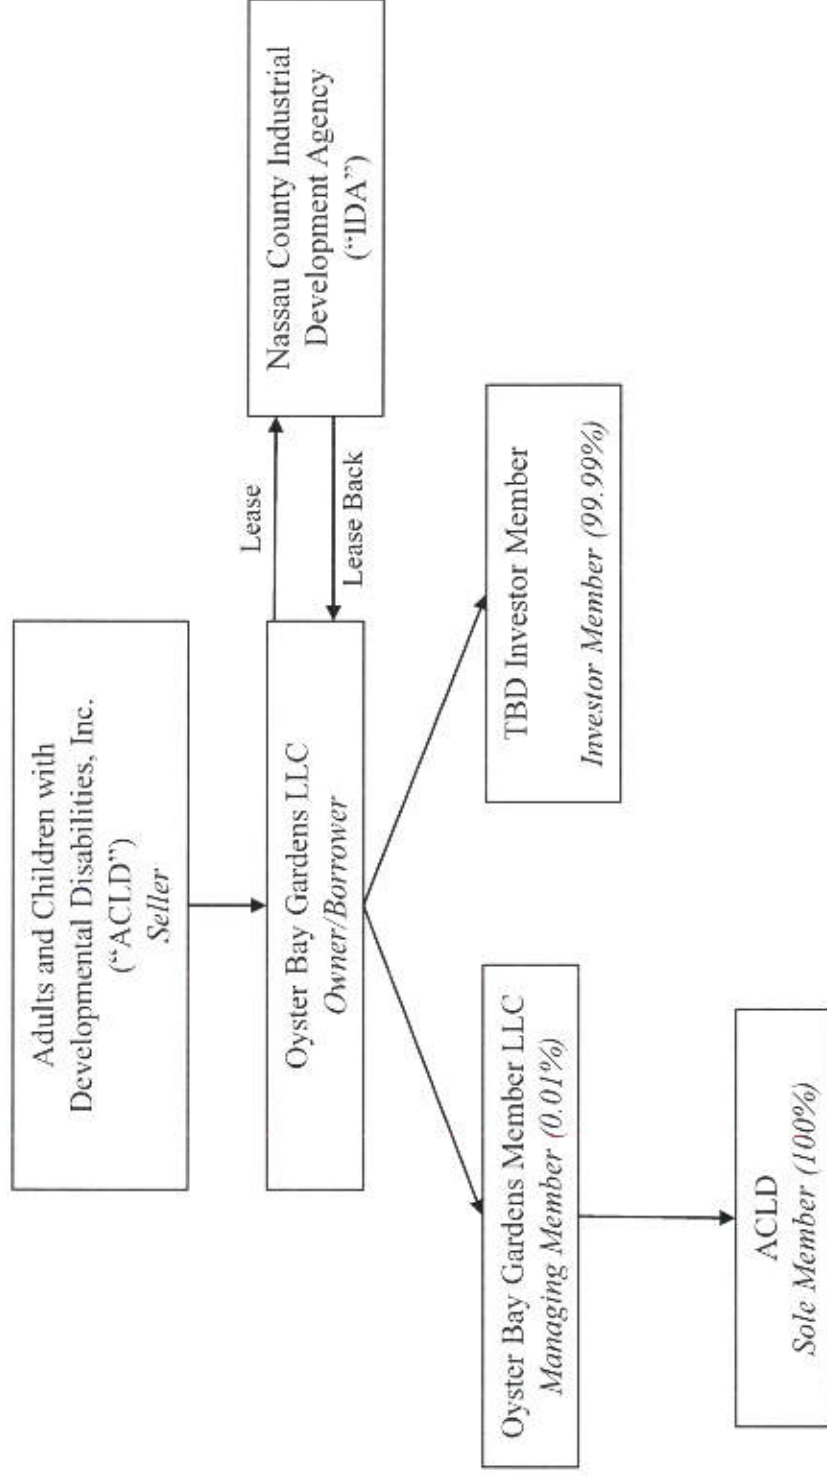 Adults and Children with
Developmental Disabilities, Inc.
(“ACLD”)
Seller
Oyster Bay Gardens LLC
Owner/Borrower
Lease
Lease Back
Nassau County Industrial
Development Agency
(“IDA”)
Oyster Bay Gardens Member LLC
Managing Member (0.01%)
TBD Investor Member
Investor Member (99.99%)
ACLD
Sole Member (100%)